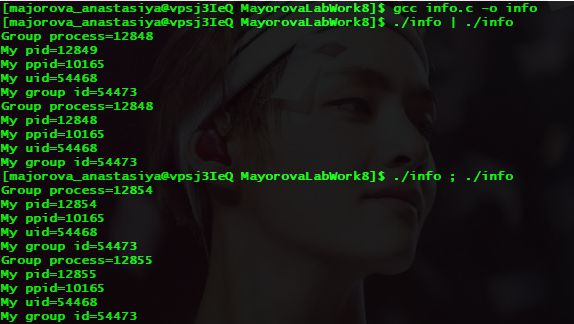 [majorova_anastasiya@vpsj3IeQ MayorovaLabWork8]$ gcc info.c -o info
[majorova_anastasiya@vpsj3IeQ MayorovaLabWork8]$ ./info | ./info
Group process=12848
My pid=12849
My ppid=10165
My uid=54468
My group id=54473
Group process=12848
My pid=12848
My ppid=10165
My uid=54468
My group id=54473
[majorova_anastasiya@vpsj3IeQ MayorovaLabWork8]$ ./info ; ./info
Group process=12854
My pid=12854
My ppid=10165
My uid=54468
My group id=54473
Group process=12855
My pid=12855
My ppid=10165
My uid=54468
My group id=54473